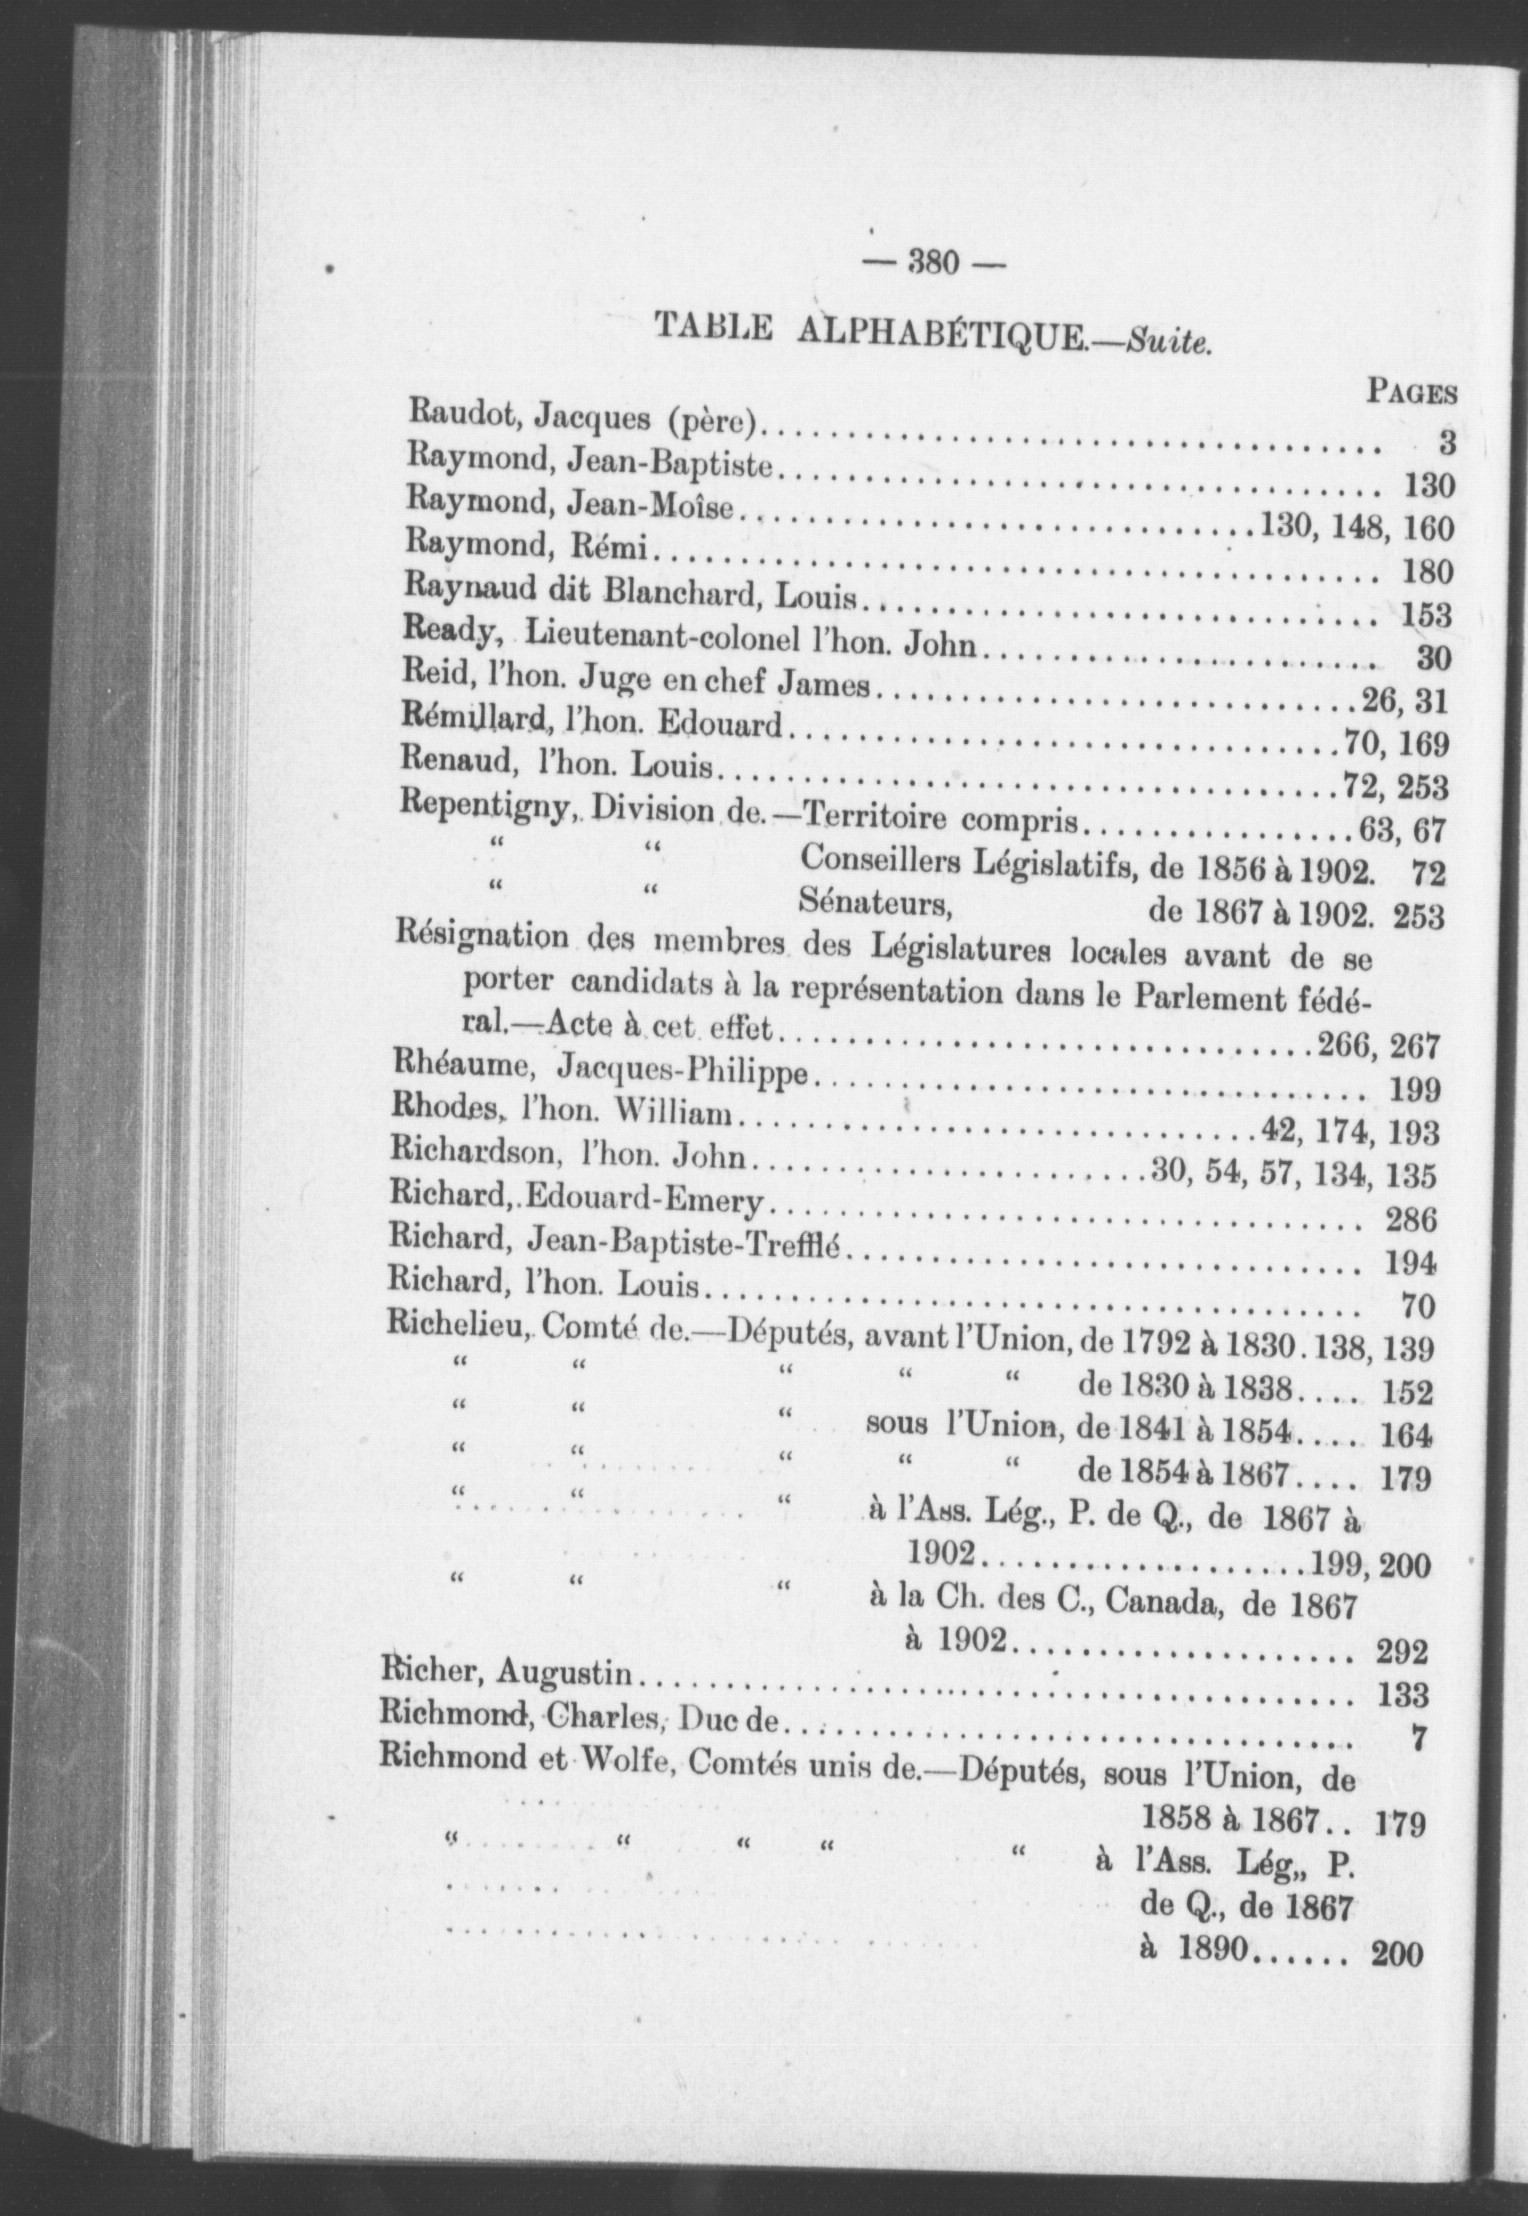 — 380 —
TABLE ALPHABÉTIQUE.—Suite.
PAGES
Raudot, Jacques (père)..................................... 3
Raymond, Jean-Baptiste................................... 130
Raymond, Jean-Moîse..............................130, 148, 160
Raymond, Rémi.......................................... 180
Raynaud dit Blanchard, Louis.............................. 153
Ready, Lieutenant-colonel l'hon. John....................... 30
Reid, l'hon. Juge en chef James............................26, 31
Rémillard, l'hon. Edouard................................70, 169
Renaud, l'hon. Louis....................................72, 253
Repentigny, Division de.—Territoire compris................63, 67
“ “ Conseillers Législatifs, de 1856 à 1902. 72
“ “ Sénateurs, de 1867 à 1902. 253
Résignation des membres des Législatures locales avant de se
porter candidats à la représentation dans le Parlement fédé-
ral.—Acte à cet effet...............................266, 267
Rhéaume, Jacques-Philippe................................ 199
Rhodes, l'hon. William..............................42, 174, 193
Richardson, l'hon. John.......................30, 54, 57, 134, 135
Richard, Edouard-Emery.................................. 286
Richard, Jean-Baptiste-Trefflé.............................. 194
Richard, l'hon. Louis...................................... 70
Richelieu, Comté de.—Députés, avant l'Union, de 1792 à 1830.138, 139
“ “ “ “ “ de 1830 à 1838.... 152
“ “ “ sous l'Union, de 1841 à 1854.... 164
“ “ “ “ “ de 1854 à 1867.... 179
“ “ “ à l'Ass. Lég., P. de Q., de 1867 à
1902...................199, 200
“ “ “ à la Ch. des C., Canada, de 1867
à 1902.................... 292
Richer, Augustin......................................... 133
Richmond, Charles, Duc de................................. 7
Richmond et Wolfe, Comtés unis de.—Députés, sous l'Union, de
1858 à 1867.. 179
“ “ “ “ “ à l'Ass. Lég,, P.
de Q., de 1867
à 1890...... 200